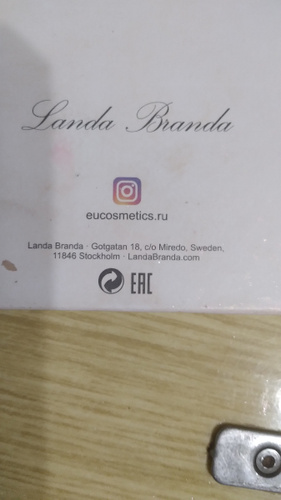 Landa Branda
eucosmetics.ru
Landa Branda · Gotgatan 18, c/o Miredo, Sweden,
11846 Stockholm · LandaBranda.com
EAC